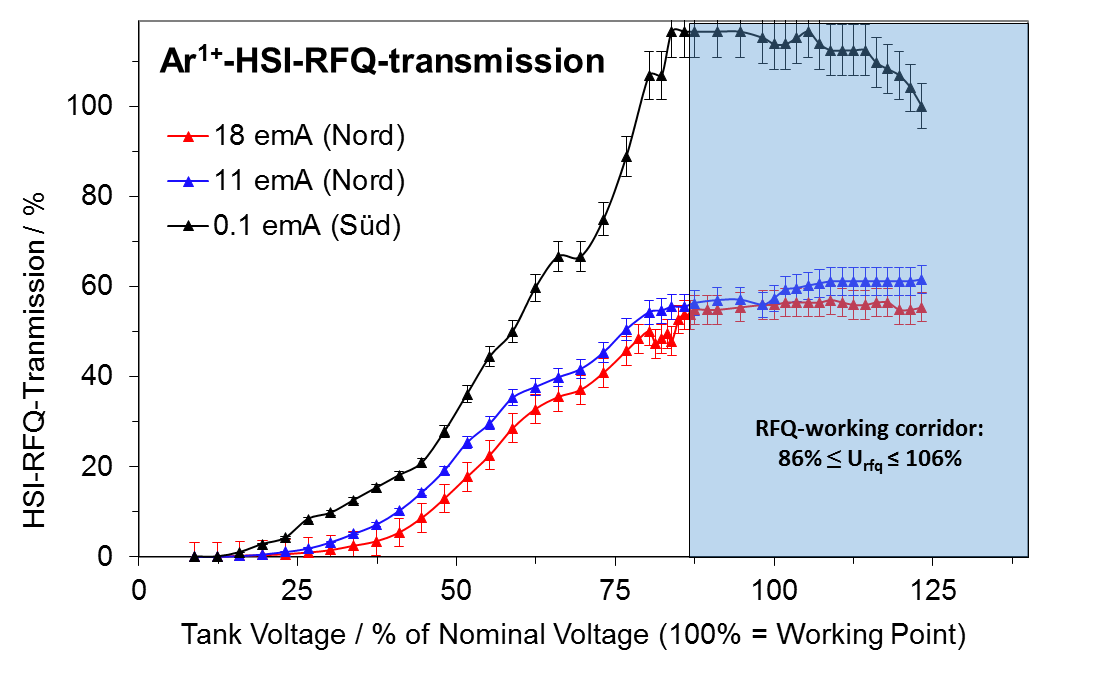 Ar1+-HSI-RFQ-transmission
18 emA (Nord)
11 emA (Nord)
0.1 emA (Süd)
HSI-RFQ-Tranmission / %
100
80
60
40
20
0
RFQ-working corridor:
86% ≤ Urfq ≤ 106%
0
25
50
75
100
125
Tank Voltage / % of Nominal Voltage (100% = Working Point)